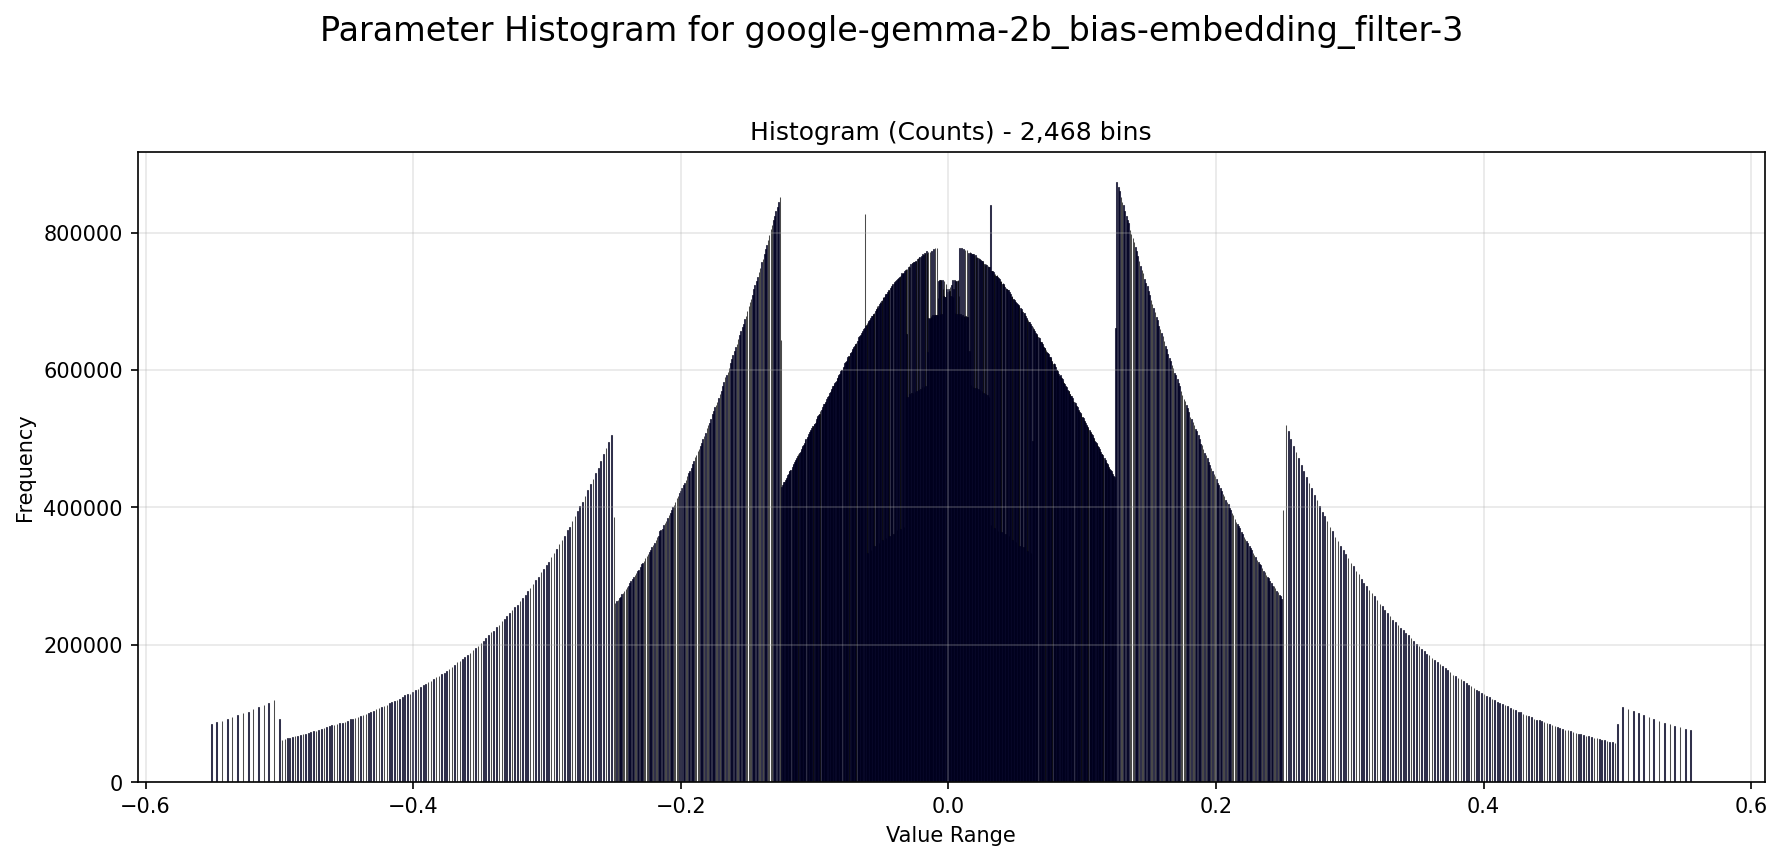 Parameter Histogram for google-gemma-2b_bias-embedding_filter-3
Histogram (Counts) - 2,468 bins
800000
600000
400000
200000
0
Frequency
−0.6 −0.4 −0.2 0.0 0.2 0.4 0.6
Value Range